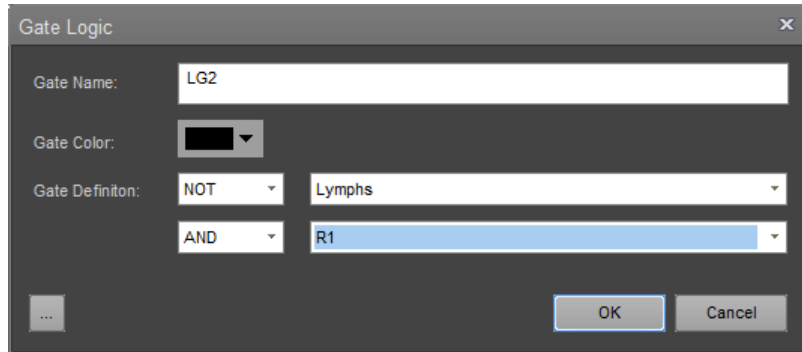 Gate Logic x
Gate Name: LG2
Gate Color:
Gate Definiton: NOT Lymphs
AND R1
... OK Cancel